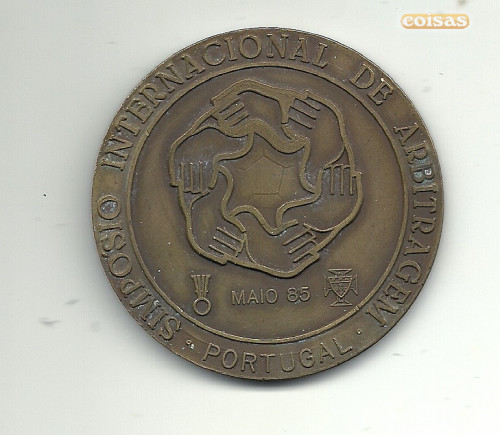 coisas
SIMPOSIO INTERNACIONAL DE ARBITRAGEM
MAIO 85
PORTUGAL